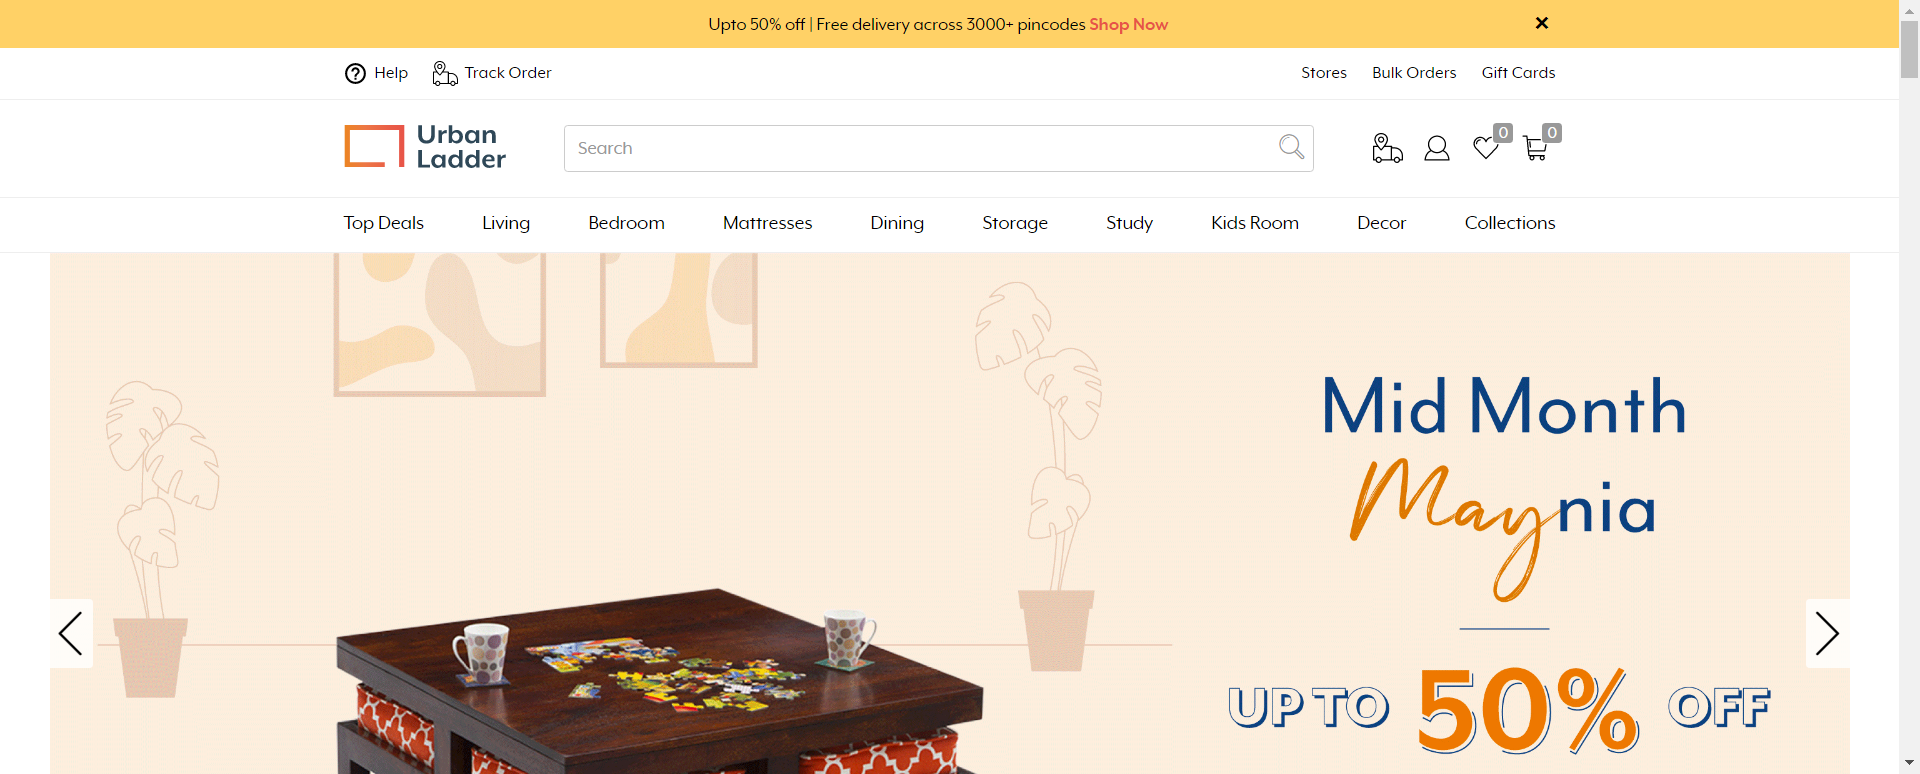 Upto 50% off | Free delivery across 3000+ pincodes Shop Now
Help Track Order Stores Bulk Orders Gift Cards
Urban
Ladder
Search
0 0
Top Deals Living Bedroom Mattresses Dining Storage Study Kids Room Decor Collections
Mid Month
Maynia
UP TO 50% OFF